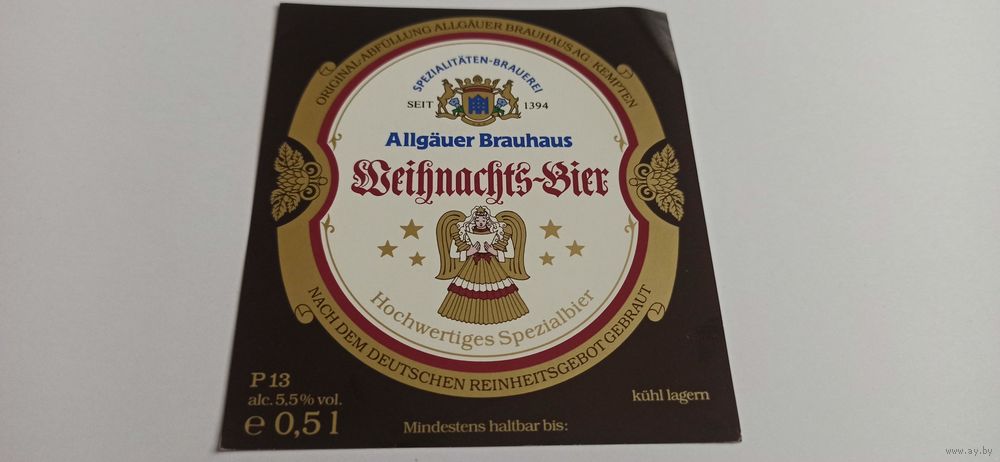 ORIGINAL-ABFÜLLUNG ALLGÄUER BRAUHAUS AG KEMPTEN
SPEZIALITÄTEN-BRAUEREI
SEIT 1394
Allgäuer Brauhaus
Weihnachts-Bier
Hochwertiges Spezialbier
NACH DEM DEUTSCHEN REINHEITSGEBOT GEBRAUT
P 13
alc. 5,5% vol.
e 0,5 l
kühl lagern
Mindestens haltbar bis:
www.ay.by